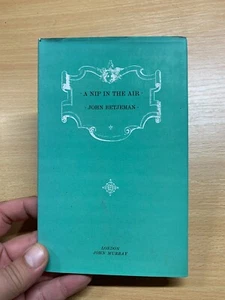 A NIP IN THE AIR
JOHN BETJEMAN
LONDON
JOHN MURRAY